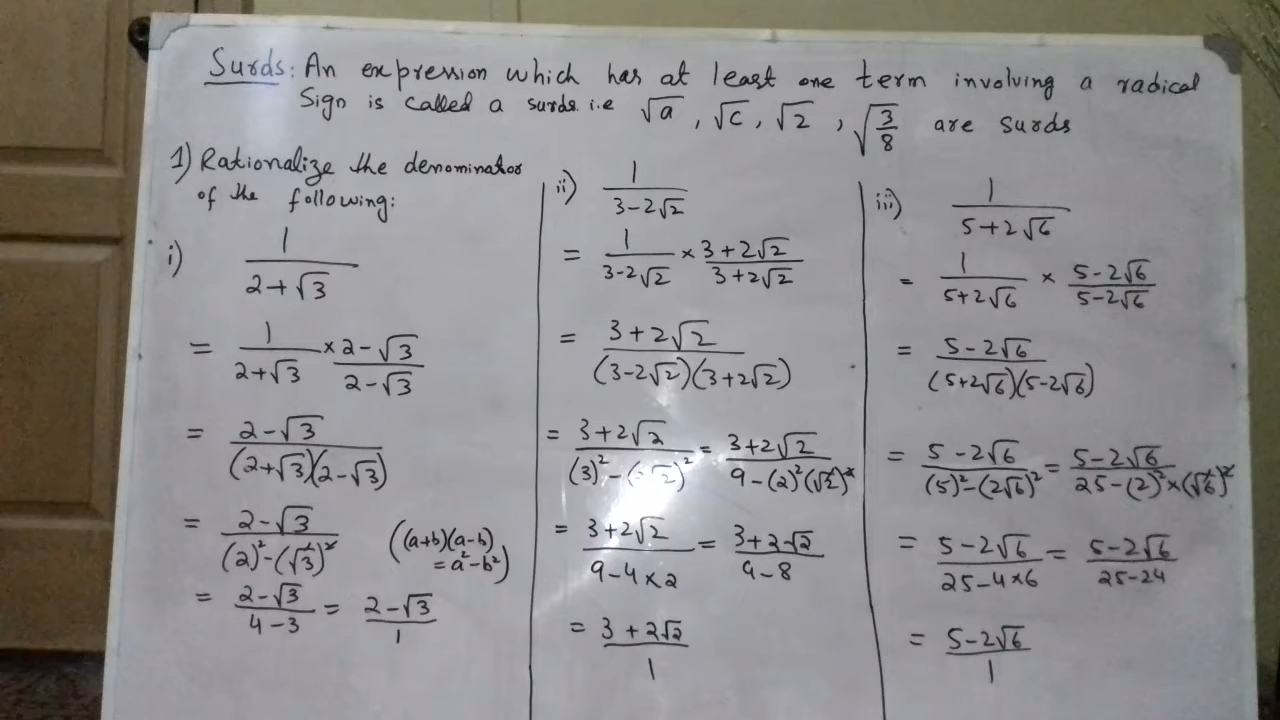 Surds: An expression which has at least one term involving a radical
Sign is called a surds. i.e √a, √c, √2, √(3/8) are surds
1) Rationalize the denominator
of the following:
i) 1/(2+√3)
= 1/(2+√3) × (2-√3)/(2-√3)
= (2-√3)/((2+√3)(2-√3))
= (2-√3)/((2)²-(√3)²) ((a+b)(a-b)
= a²-b²)
= (2-√3)/(4-3) = (2-√3)/1
ii) 1/(3-2√2)
= 1/(3-2√2) × (3+2√2)/(3+2√2)
= (3+2√2)/((3-2√2)(3+2√2))
= (3+2√2)/((3)²-(2√2)²) = (3+2√2)/(9-(2)²(√2)²)
= (3+2√2)/(9-4×2) = (3+2√2)/(9-8)
= (3+2√2)/1
iii) 1/(5+2√6)
= 1/(5+2√6) × (5-2√6)/(5-2√6)
= (5-2√6)/((5+2√6)(5-2√6))
= (5-2√6)/((5)²-(2√6)²) = (5-2√6)/(25-(2)²×(√6)²)
= (5-2√6)/(25-4×6) = (5-2√6)/(25-24)
= (5-2√6)/1